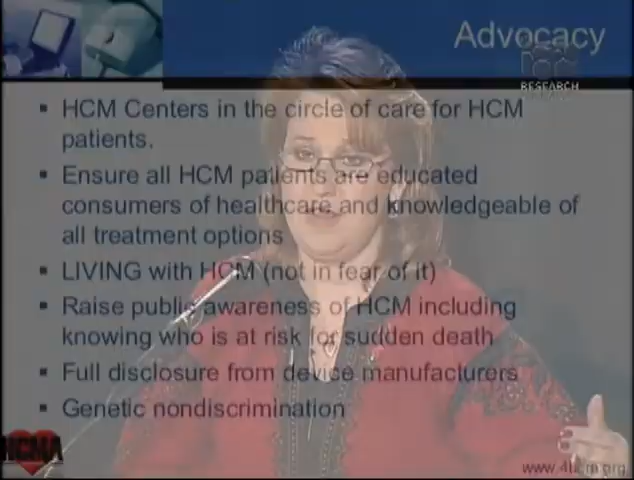 Advocacy
RESEARCH
▪ HCM Centers in the circle of care for HCM
patients.
▪ Ensure all HCM patients are educated
consumers of healthcare and knowledgeable of
all treatment options
▪ LIVING with HCM (not in fear of it)
▪ Raise public awareness of HCM including
knowing who is at risk for sudden death
▪ Full disclosure from device manufacturers
▪ Genetic nondiscrimination
HCMA
www.4hcm.org